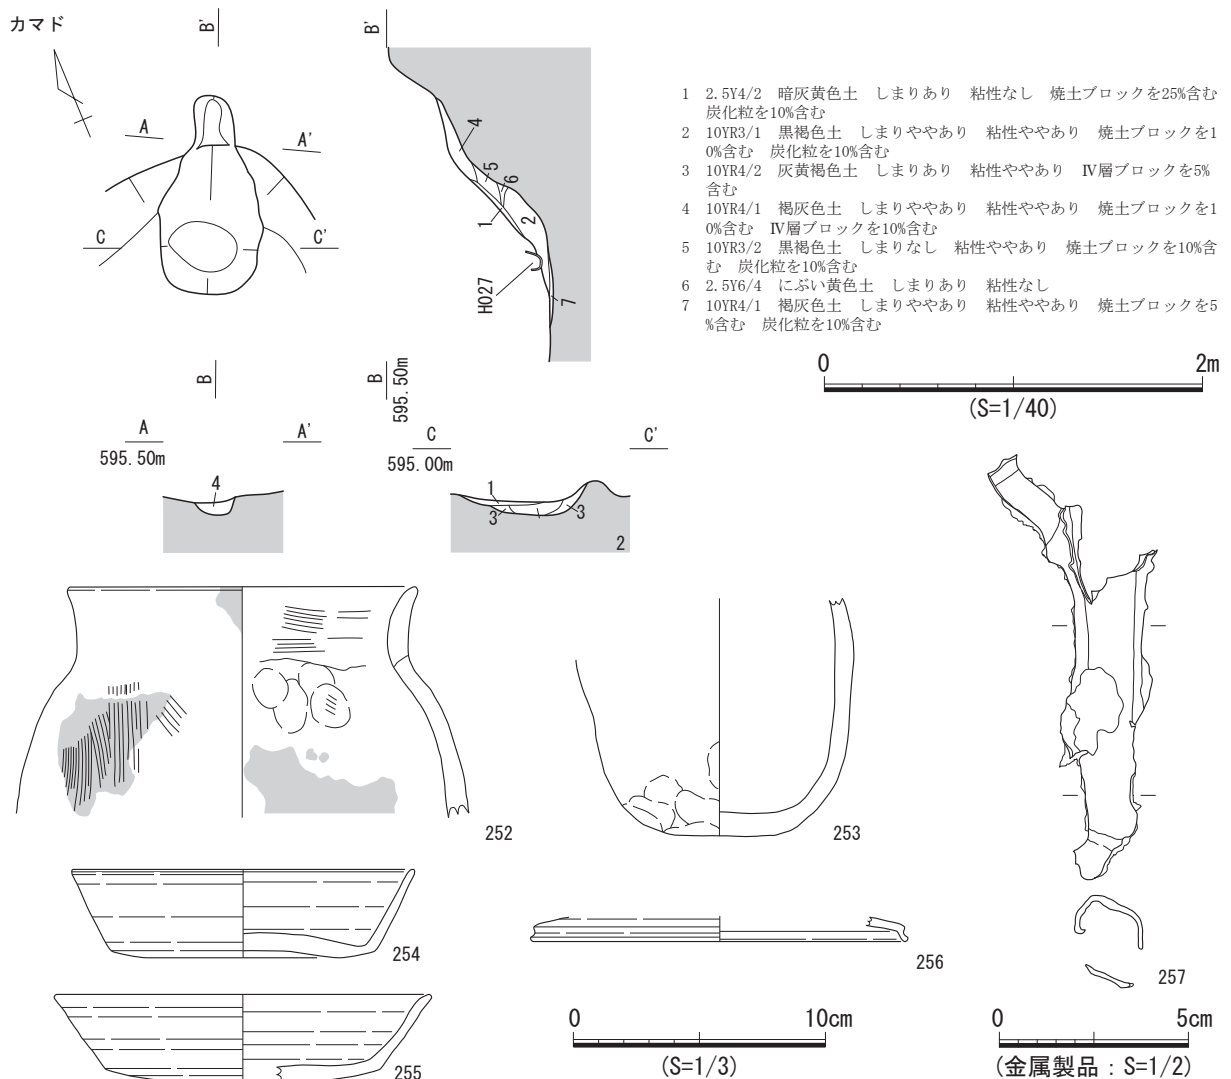 カマド
B'
A
A'
C
C'
B
B'
4
5
6
1
2
HO27
7
B
595.50m
1 2.5Y4/2 暗灰黄色土 しまりあり 粘性なし 焼土ブロックを25%含む
炭化粒を10%含む
2 10YR3/1 黒褐色土 しまりややあり 粘性ややあり 焼土ブロックを1
0%含む 炭化粒を10%含む
3 10YR4/2 灰黄褐色土 しまりあり 粘性ややあり Ⅳ層ブロックを5%
含む
4 10YR4/1 褐灰色土 しまりややあり 粘性ややあり 焼土ブロックを1
0%含む Ⅳ層ブロックを10%含む
5 10YR3/2 黒褐色土 しまりなし 粘性ややあり 焼土ブロックを10%含
む 炭化粒を10%含む
6 2.5Y6/4 にぶい黄色土 しまりあり 粘性なし
7 10YR4/1 褐灰色土 しまりややあり 粘性ややあり 焼土ブロックを5
%含む 炭化粒を10%含む
0 2m
(S=1/40)
A A'
595.50m
4
C C'
595.00m
1
3 3
2
252
253
254
255
256
257
0 10cm
(S=1/3)
0 5cm
(金属製品：S=1/2)